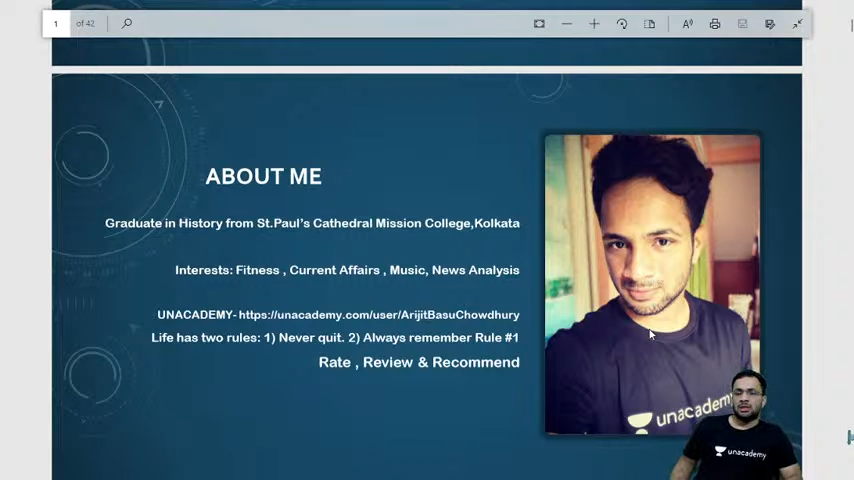 1 of 42
ABOUT ME
Graduate in History from St.Paul's Cathedral Mission College,Kolkata
Interests: Fitness , Current Affairs , Music, News Analysis
UNACADEMY- https://unacademy.com/user/ArijitBasuChowdhury
Life has two rules: 1) Never quit. 2) Always remember Rule #1
Rate , Review & Recommend
unacademy
unacademy